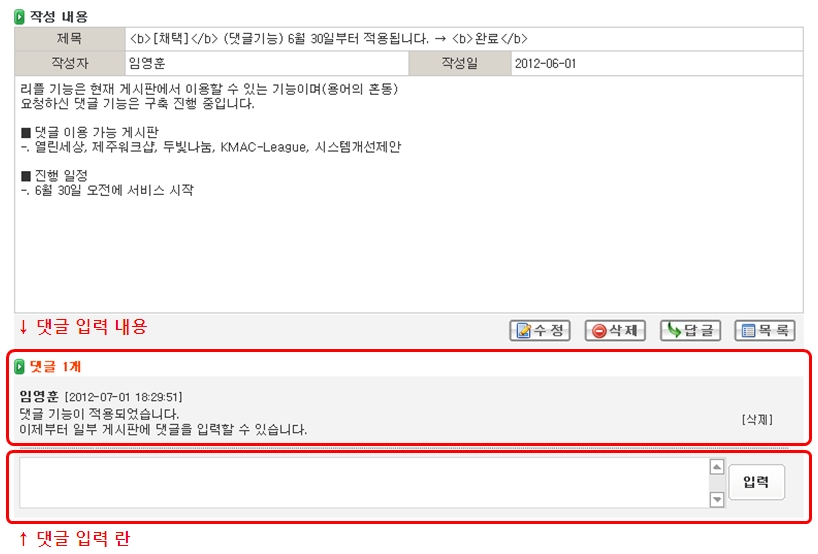 작성 내용
제목 <b>[채택]</b> (댓글기능) 6월 30일부터 적용됩니다. → <b>완료</b>
작성자 임영훈 작성일 2012-06-01
리플 기능은 현재 게시판에서 이용할 수 있는 기능이며(용어의 혼동)
요청하신 댓글 기능은 구축 진행 중입니다.
■ 댓글 이용 가능 게시판
-. 열린세상, 제주워크샵, 두빛나눔, KMAC-League, 시스템개선제안
■ 진행 일정
-. 6월 30일 오전에 서비스 시작
↓ 댓글 입력 내용
수정 삭제 답글 목록
댓글 1개
임영훈 [2012-07-01 18:29:51]
댓글 기능이 적용되었습니다.
이제부터 일부 게시판에 댓글을 입력할 수 있습니다.
[삭제]
입력
↑ 댓글 입력 란